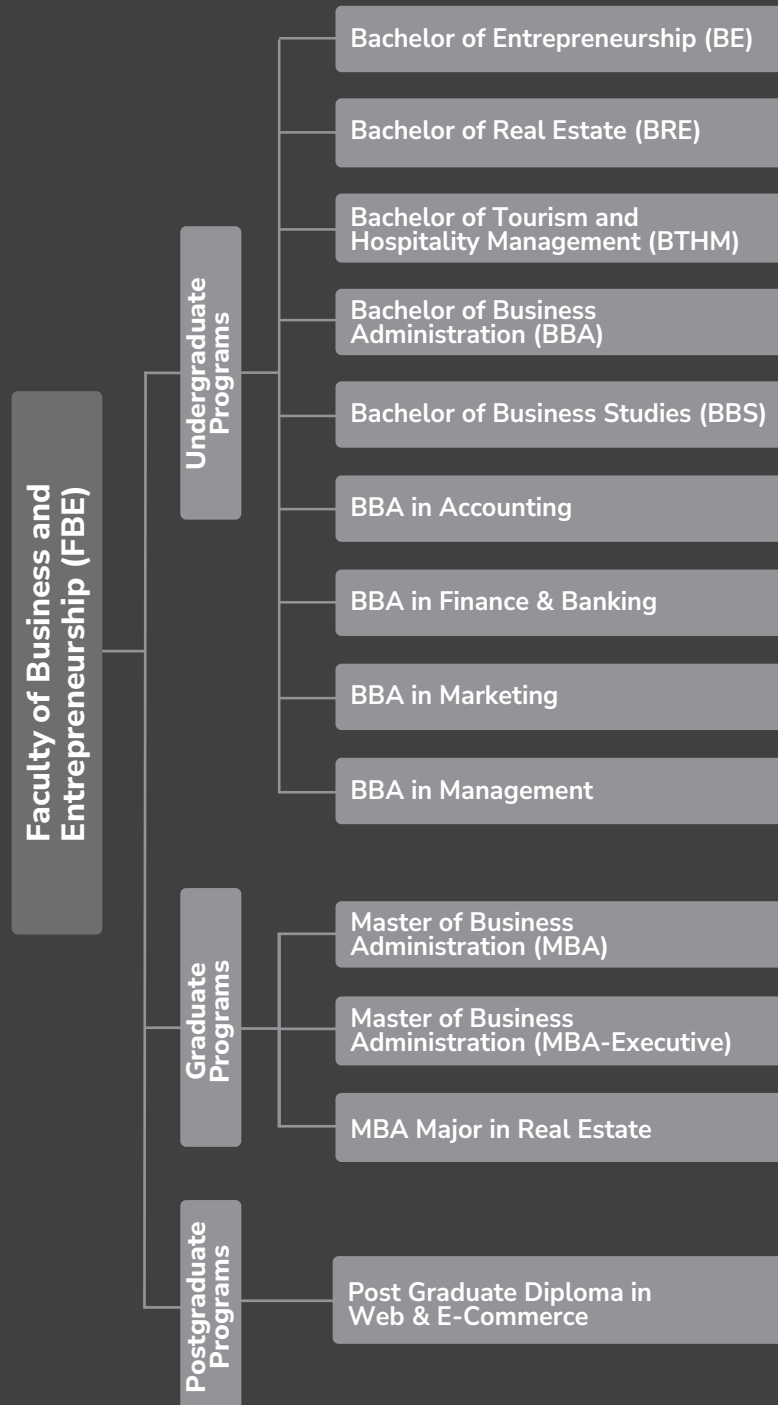 Faculty of Business and
Entrepreneurship (FBE)
Undergraduate
Programs
Bachelor of Entrepreneurship (BE)
Bachelor of Real Estate (BRE)
Bachelor of Tourism and
Hospitality Management (BTHM)
Bachelor of Business
Administration (BBA)
Bachelor of Business Studies (BBS)
BBA in Accounting
BBA in Finance & Banking
BBA in Marketing
BBA in Management
Graduate
Programs
Master of Business
Administration (MBA)
Master of Business
Administration (MBA-Executive)
MBA Major in Real Estate
Postgraduate
Programs
Post Graduate Diploma in
Web & E-Commerce